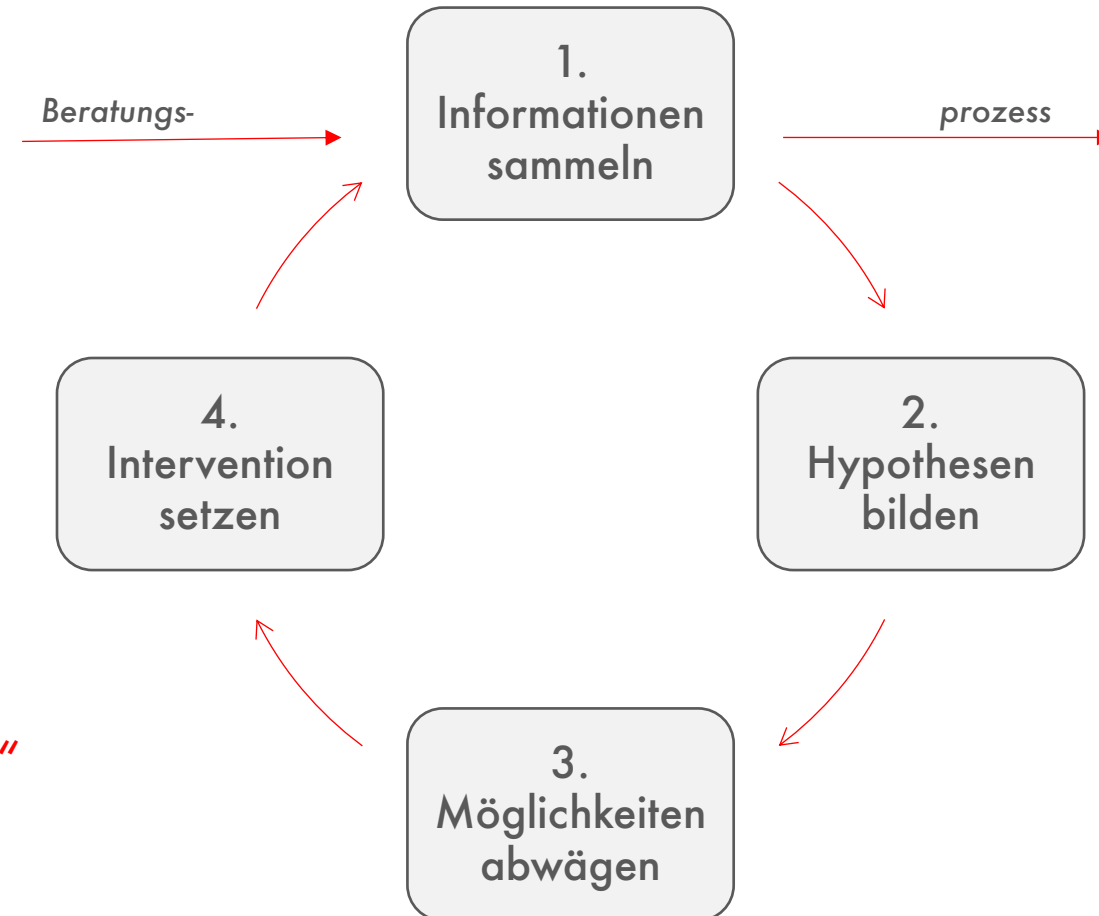 1.
Informationen
sammeln
Beratungs-
prozess
4.
Intervention
setzen
2.
Hypothesen
bilden
“
3.
Möglichkeiten
abwägen